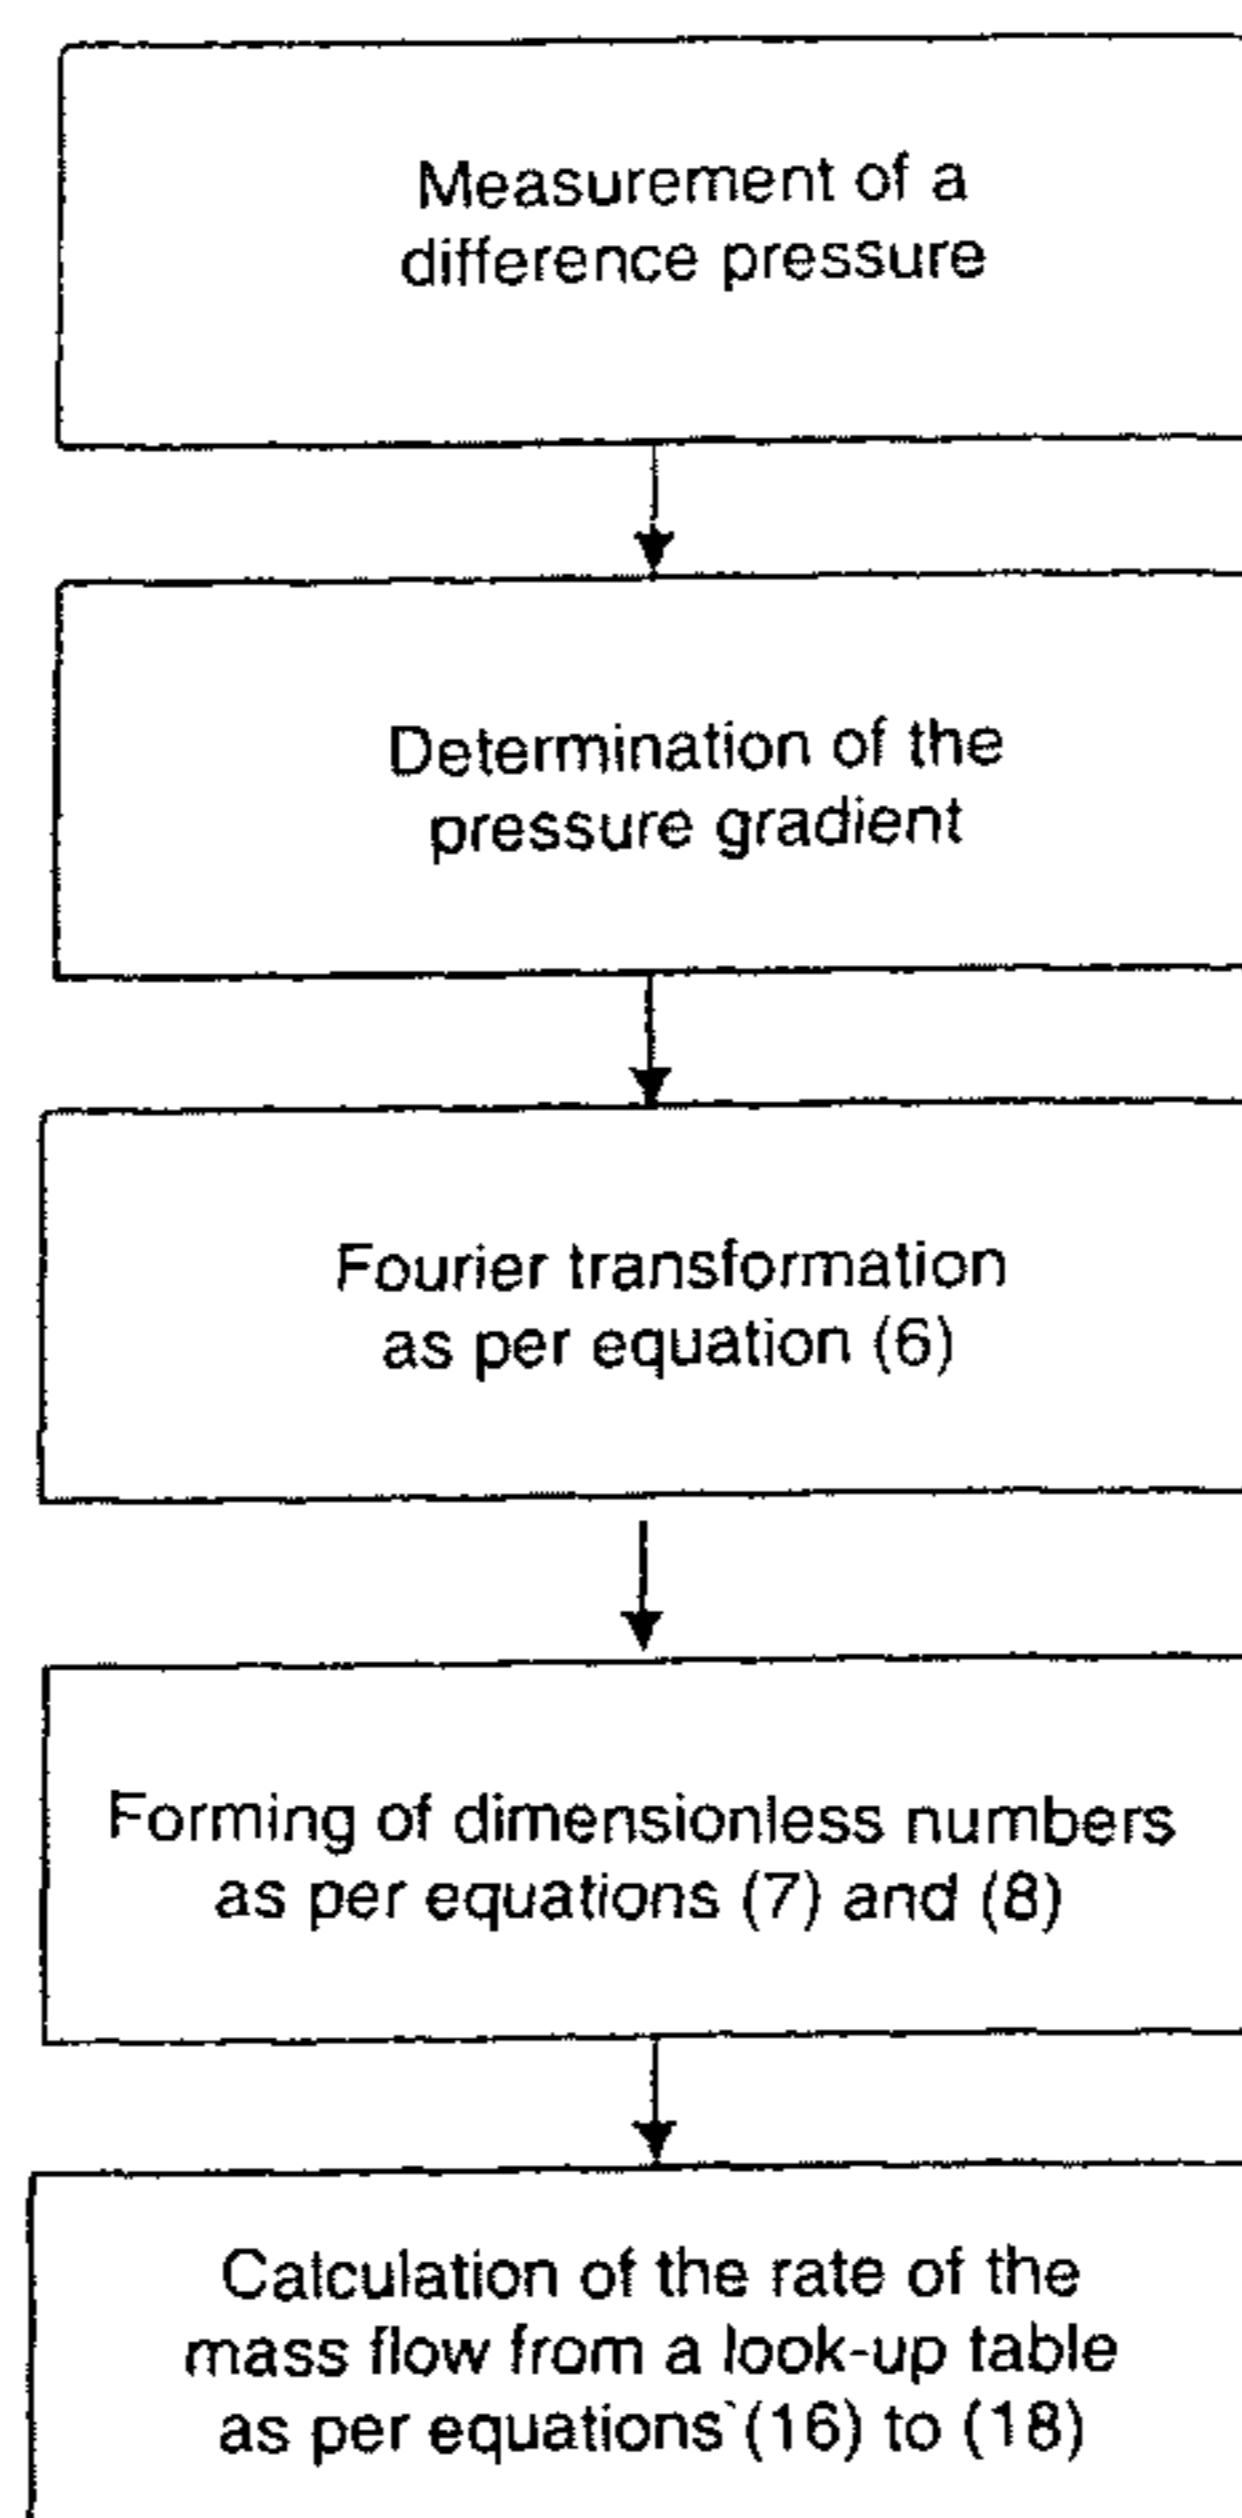 Measurement of a
difference pressure
Determination of the
pressure gradient
Fourier transformation
as per equation (6)
Forming of dimensionless numbers
as per equations (7) and (8)
Calculation of the rate of the
mass flow from a look-up table
as per equations (16) to (18)